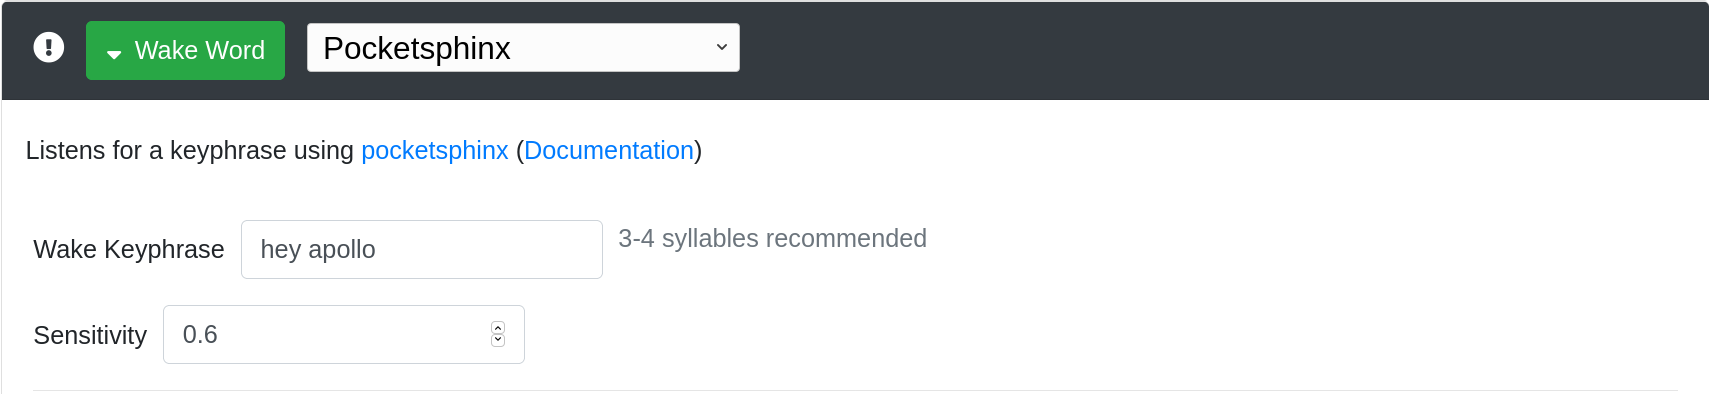 Wake Word Pocketsphinx
Listens for a keyphrase using pocketsphinx (Documentation)
Wake Keyphrase hey apollo 3-4 syllables recommended
Sensitivity 0.6